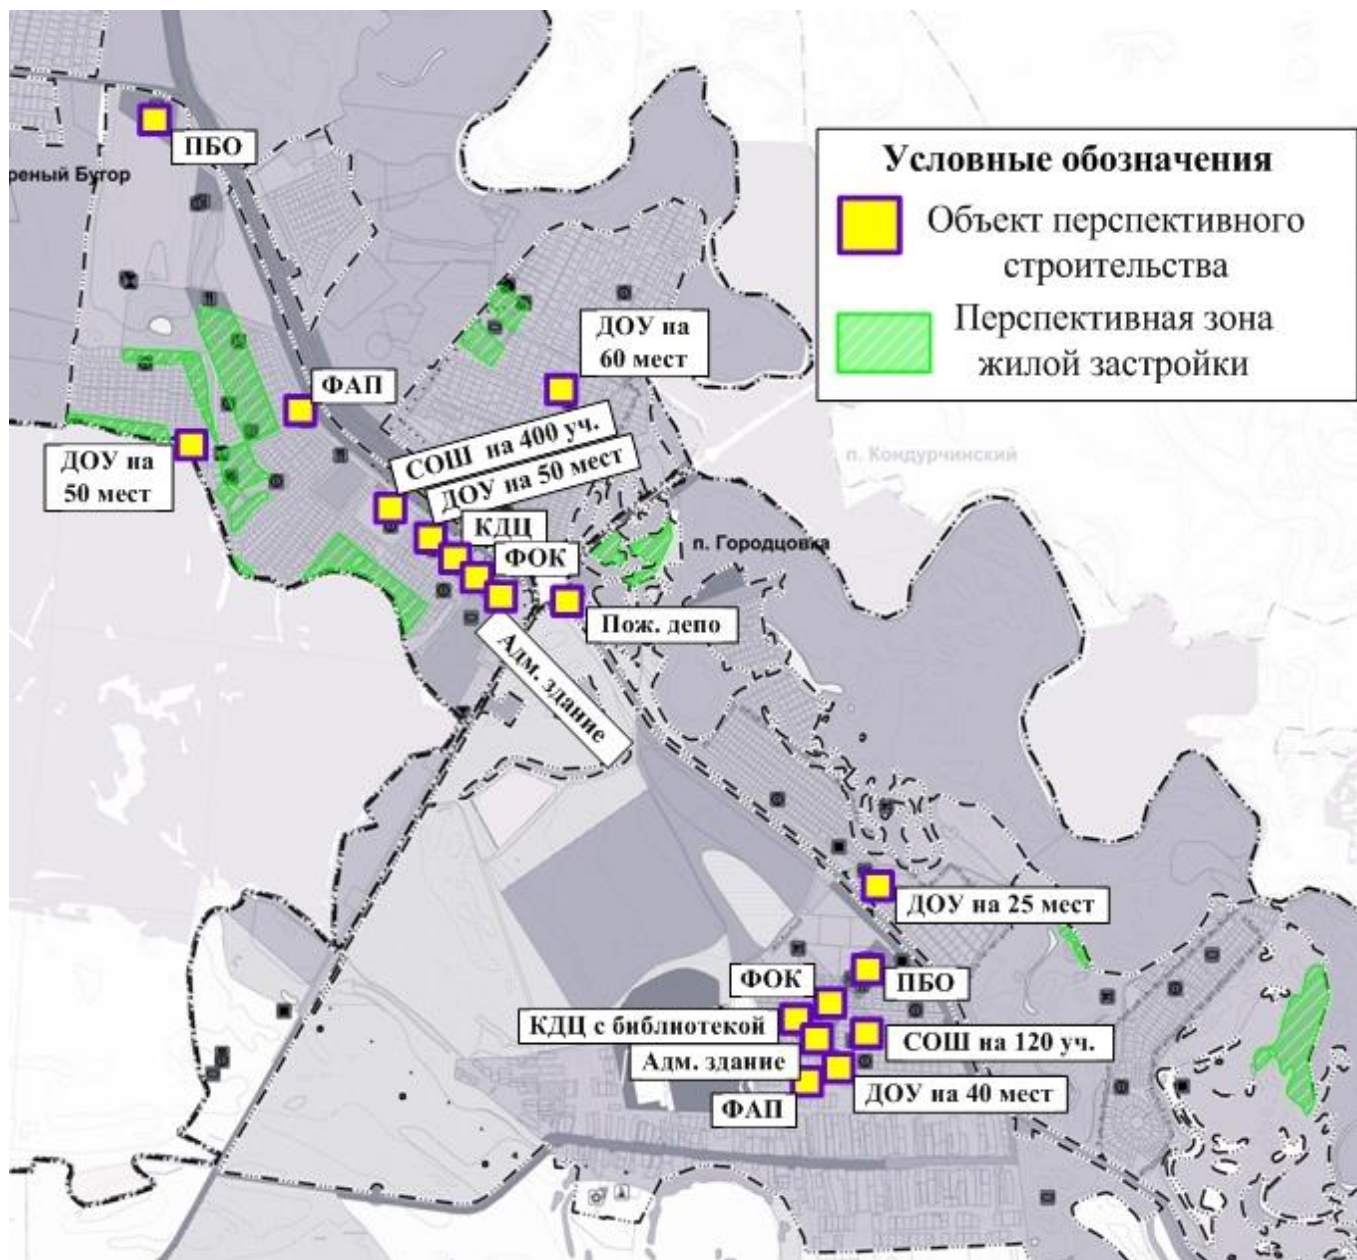 ПБО
реный Бугор
Условные обозначения
Объект перспективного
строительства
Перспективная зона
жилой застройки
ДОУ на
60 мест
ФАП
СОШ на 400 уч.
ДОУ на 50 мест
ДОУ на
50 мест
п. Кондурчинский
КДЦ
п. Городцовка
ФОК
Пож. депо
Адм. здание
ДОУ на 25 мест
ФОК
ПБО
КДЦ с библиотекой
СОШ на 120 уч.
Адм. здание
ДОУ на 40 мест
ФАП